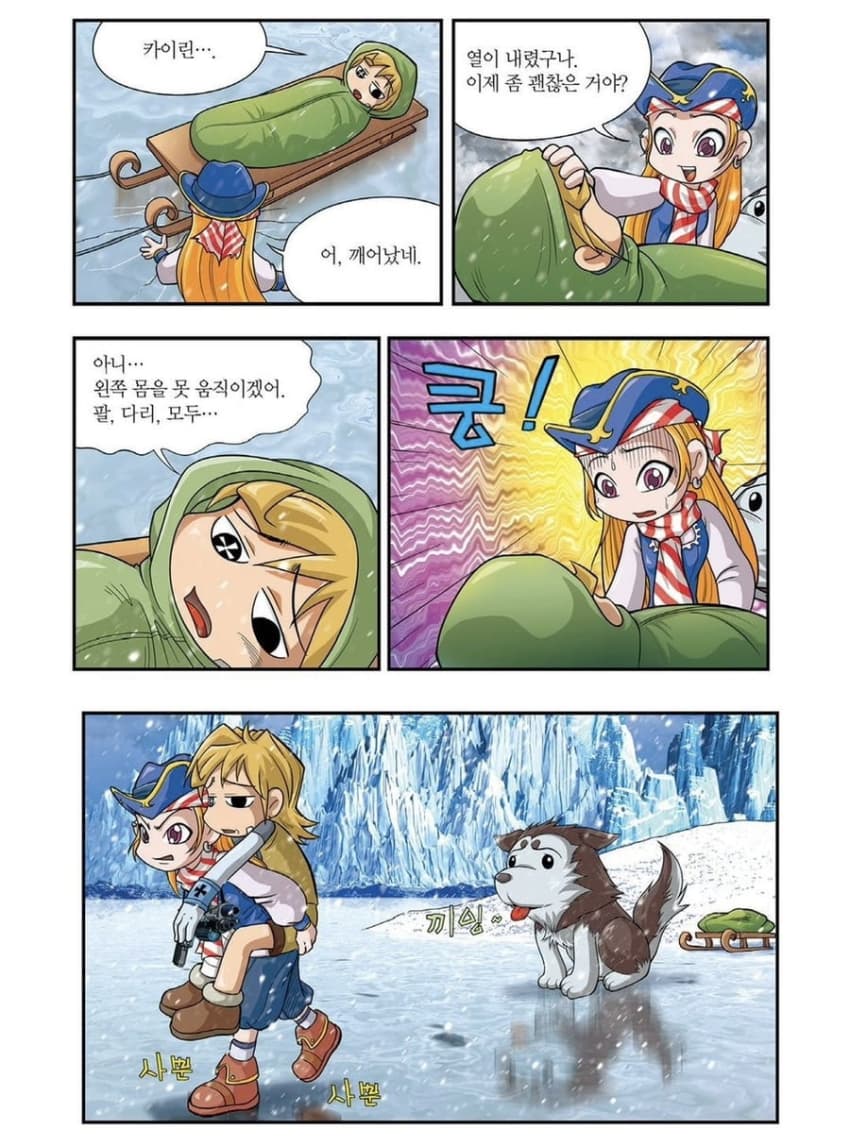 카이린….
어, 깨어났네.
열이 내렸구나.
이제 좀 괜찮은 거야?
아니…
왼쪽 몸을 못 움직이겠어.
팔, 다리, 모두…
쿵!
끼잉~
사뿐
사뿐